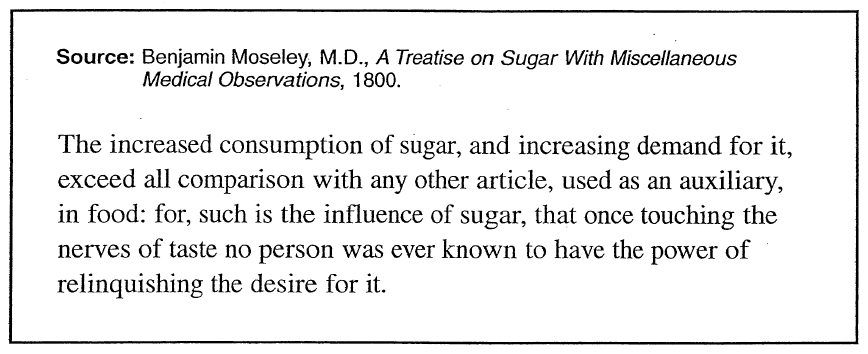 Source: Benjamin Moseley, M.D., A Treatise on Sugar With Miscellaneous
Medical Observations, 1800.
The increased consumption of sugar, and increasing demand for it,
exceed all comparison with any other article, used as an auxiliary,
in food: for, such is the influence of sugar, that once touching the
nerves of taste no person was ever known to have the power of
relinquishing the desire for it.